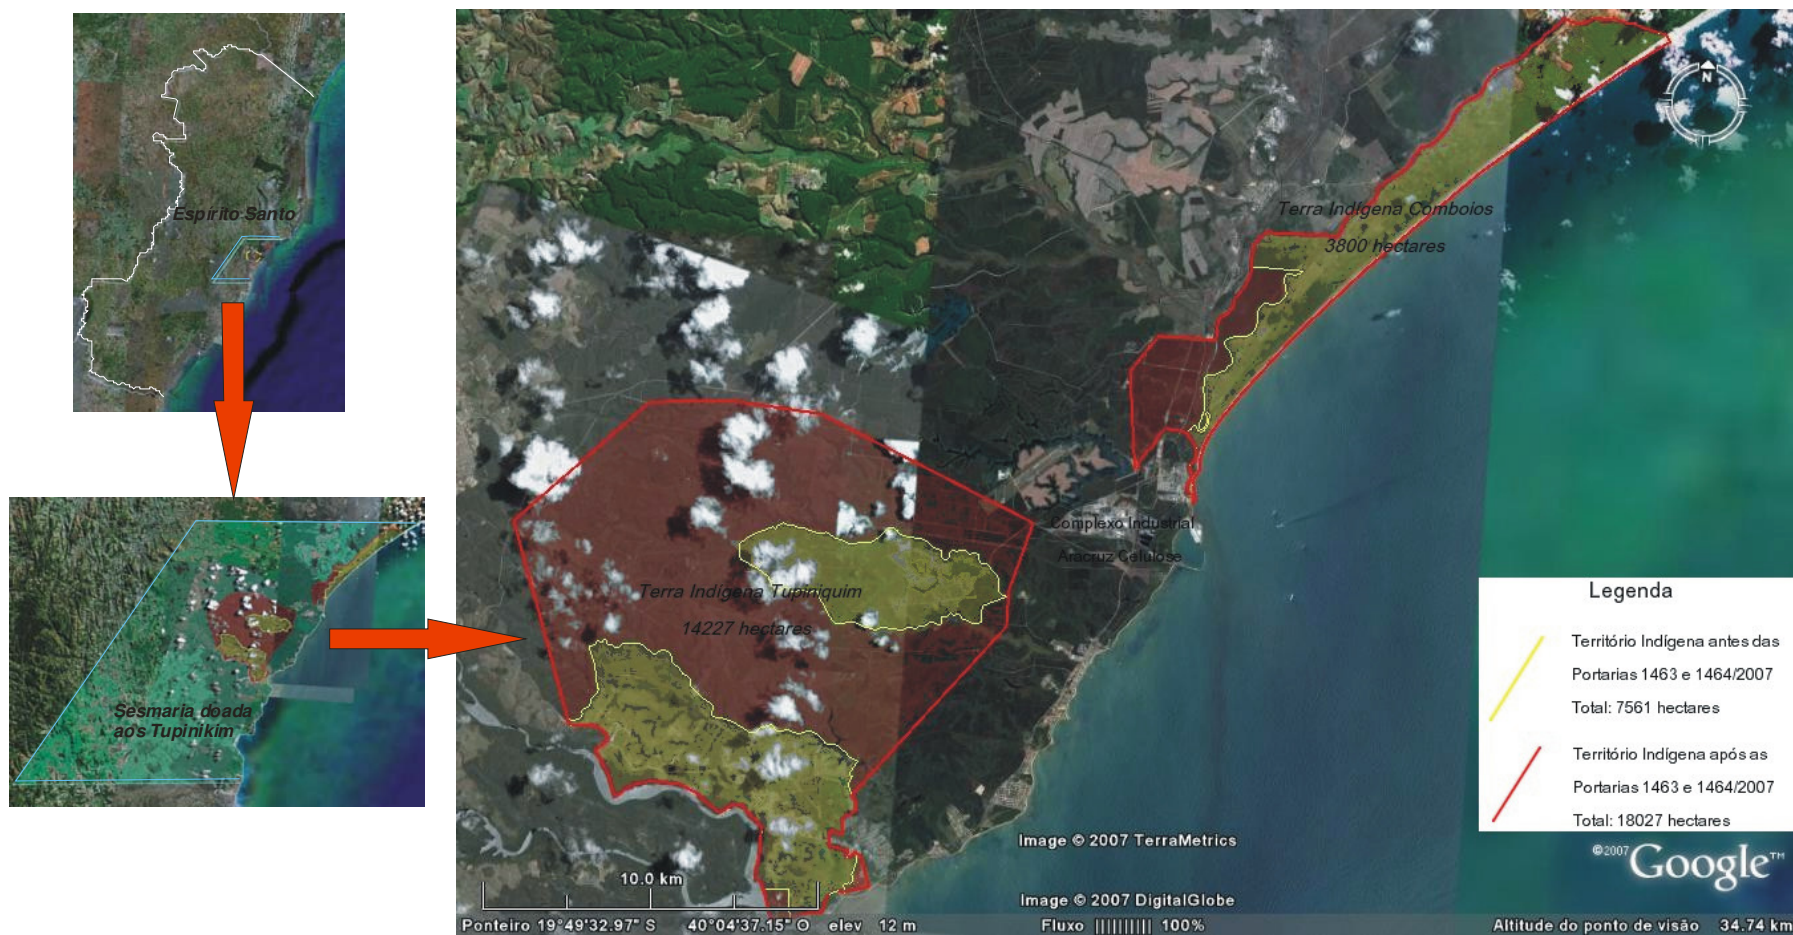 Espírito Santo
Sesmaria doada
aos Tupinikim
N
Terra Indígena Comboios
3800 hectares
Complexo Industrial
Aracruz Celulose
Terra Indígena Tupiniquim
14227 hectares
Legenda
Território Indígena antes das
Portarias 1463 e 1464/2007
Total: 7561 hectares
Território Indígena após as
Portarias 1463 e 1464/2007
Total: 18027 hectares
Image © 2007 TerraMetrics
©2007 Google™
10.0 km
Image © 2007 DigitalGlobe
Ponteiro 19°49'32.97" S 40°04'37.15" O elev 12 m Fluxo 100% Altitude do ponto de visão 34.74 km